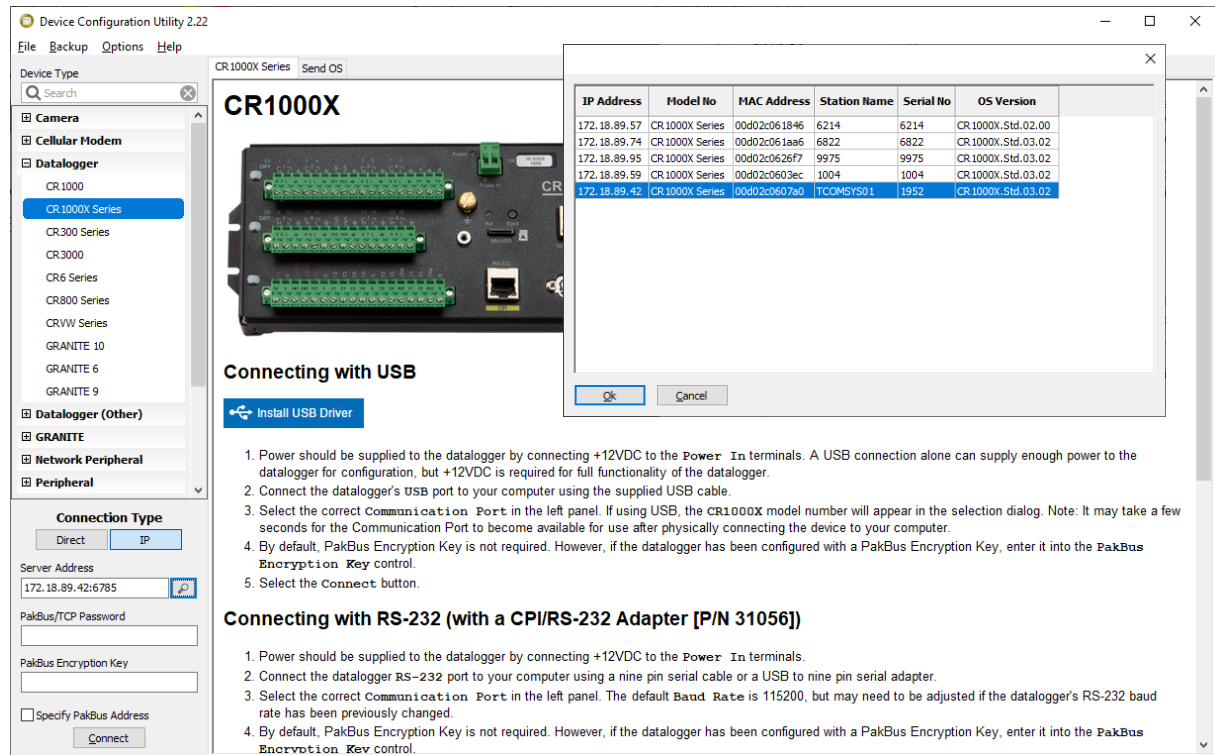 Device Configuration Utility 2.22
File Backup Options Help
Device Type
Search
Camera
Cellular Modem
Datalogger
CR1000
CR1000X Series
CR300 Series
CR3000
CR6 Series
CR800 Series
CRVW Series
GRANITE 10
GRANITE 6
GRANITE 9
Datalogger (Other)
GRANITE
Network Peripheral
Peripheral
Connection Type
Direct IP
Server Address
172.18.89.42:6785
PakBus/TCP Password
PakBus Encryption Key
Specify PakBus Address
Connect
CR1000X Series Send OS
CR1000X
CR
Connecting with USB
Install USB Driver
1. Power should be supplied to the datalogger by connecting +12VDC to the Power In terminals. A USB connection alone can supply enough power to the
datalogger for configuration, but +12VDC is required for full functionality of the datalogger.
2. Connect the datalogger's USB port to your computer using the supplied USB cable.
3. Select the correct Communication Port in the left panel. If using USB, the CR1000X model number will appear in the selection dialog. Note: It may take a few
seconds for the Communication Port to become available for use after physically connecting the device to your computer.
4. By default, PakBus Encryption Key is not required. However, if the datalogger has been configured with a PakBus Encryption Key, enter it into the PakBus
Encryption Key control.
5. Select the Connect button.
Connecting with RS-232 (with a CPI/RS-232 Adapter [P/N 31056])
1. Power should be supplied to the datalogger by connecting +12VDC to the Power In terminals.
2. Connect the datalogger RS-232 port to your computer using a nine pin serial cable or a USB to nine pin serial adapter.
3. Select the correct Communication Port in the left panel. The default Baud Rate is 115200, but may need to be adjusted if the datalogger's RS-232 baud
rate has been previously changed.
4. By default, PakBus Encryption Key is not required. However, if the datalogger has been configured with a PakBus Encryption Key, enter it into the PakBus
Encryption Key control.
IP Address Model No MAC Address Station Name Serial No OS Version
172.18.89.57 CR1000X Series 00d02c061846 6214 6214 CR1000X.Std.02.00
172.18.89.74 CR1000X Series 00d02c061aa6 6822 6822 CR1000X.Std.03.02
172.18.89.95 CR1000X Series 00d02c0626f7 9975 9975 CR1000X.Std.03.02
172.18.89.59 CR1000X Series 00d02c0603ec 1004 1004 CR1000X.Std.03.02
172.18.89.42 CR1000X Series 00d02c0607a0 TCOMSYS01 1952 CR1000X.Std.03.02
Ok Cancel